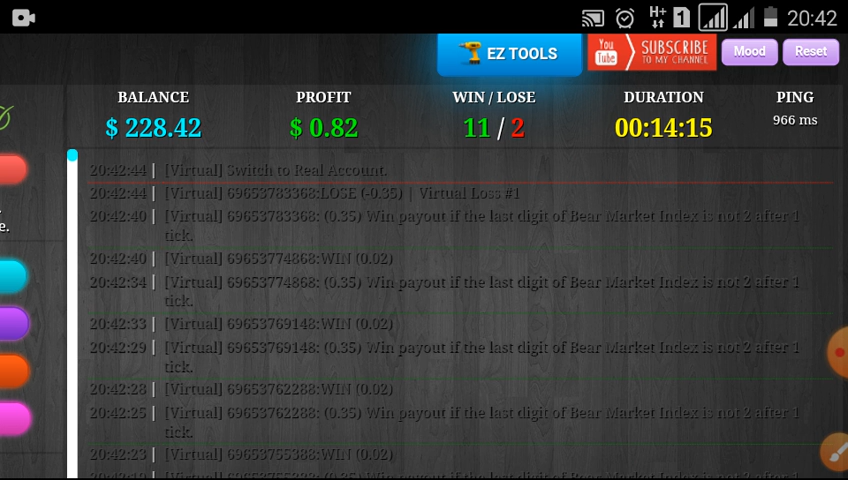 H+ 1 20:42
EZ TOOLS
You
Tube
SUBSCRIBE
TO MY CHANNEL
Mood
Reset
BALANCE PROFIT WIN / LOSE DURATION PING
$ 228.42 $ 0.82 11 / 2 00:14:15 966 ms
e.
20:42:44 | [Virtual] Switch to Real Account.
20:42:44 | [Virtual] 69653783368:LOSE (-0.35) | Virtual Loss #1
20:42:40 | [Virtual] 69653783368: (0.35) Win payout if the last digit of Bear Market Index is not 2 after 1
tick.
20:42:40 | [Virtual] 69653774868:WIN (0.02)
20:42:34 | [Virtual] 69653774868: (0.35) Win payout if the last digit of Bear Market Index is not 2 after 1
tick.
20:42:33 | [Virtual] 69653769148:WIN (0.02)
20:42:29 | [Virtual] 69653769148: (0.35) Win payout if the last digit of Bear Market Index is not 2 after 1
tick.
20:42:28 | [Virtual] 69653762288:WIN (0.02)
20:42:25 | [Virtual] 69653762288: (0.35) Win payout if the last digit of Bear Market Index is not 2 after 1
tick.
20:42:23 | [Virtual] 69653755388:WIN (0.02)